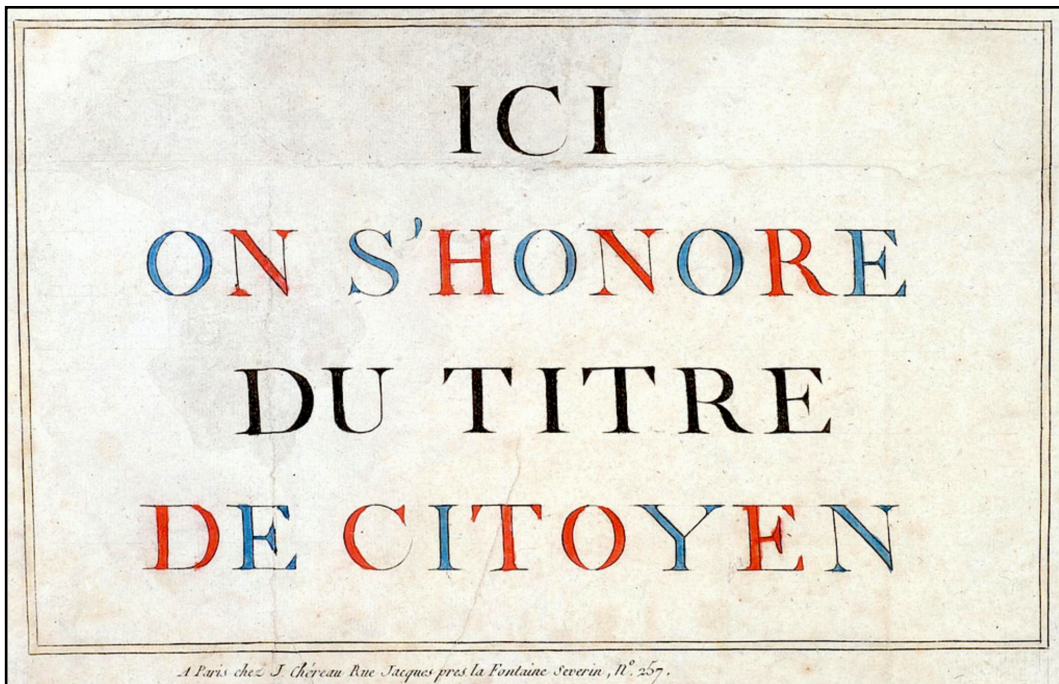 ICI
ON S'HONORE
DU TITRE
DE CITOYEN
A Paris chez J. Chéreau Rue Jacques pres la Fontaine Severin, N.º 257.